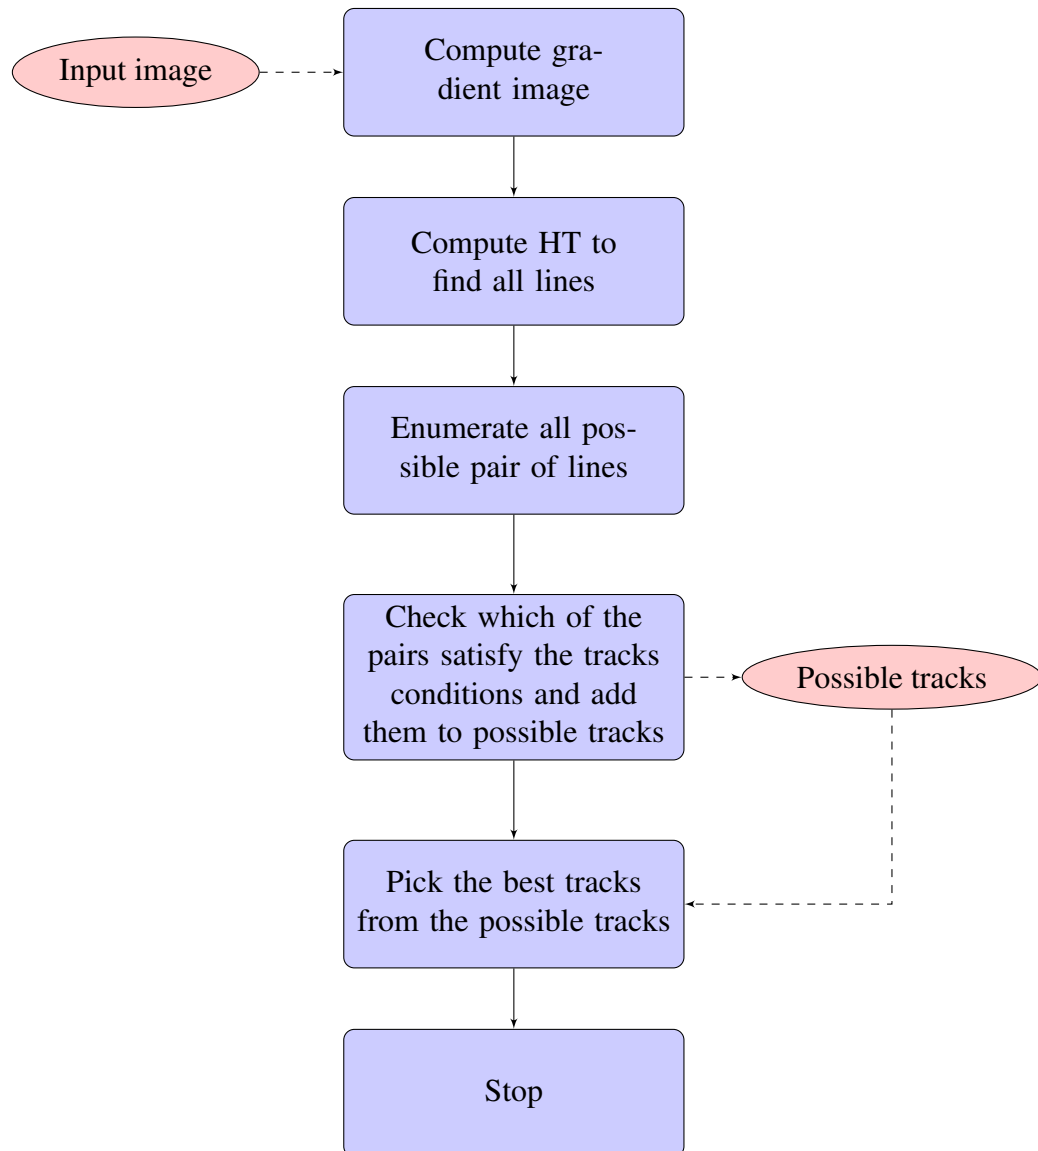 Input image
Compute gra-
dient image
Compute HT to
find all lines
Enumerate all pos-
sible pair of lines
Check which of the
pairs satisfy the tracks
conditions and add
them to possible tracks
Possible tracks
Pick the best tracks
from the possible tracks
Stop